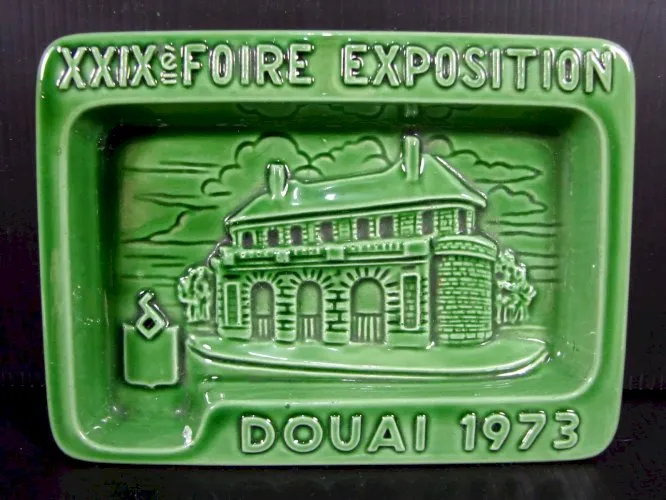 XXIXème FOIRE EXPOSITION
DOUAI 1973